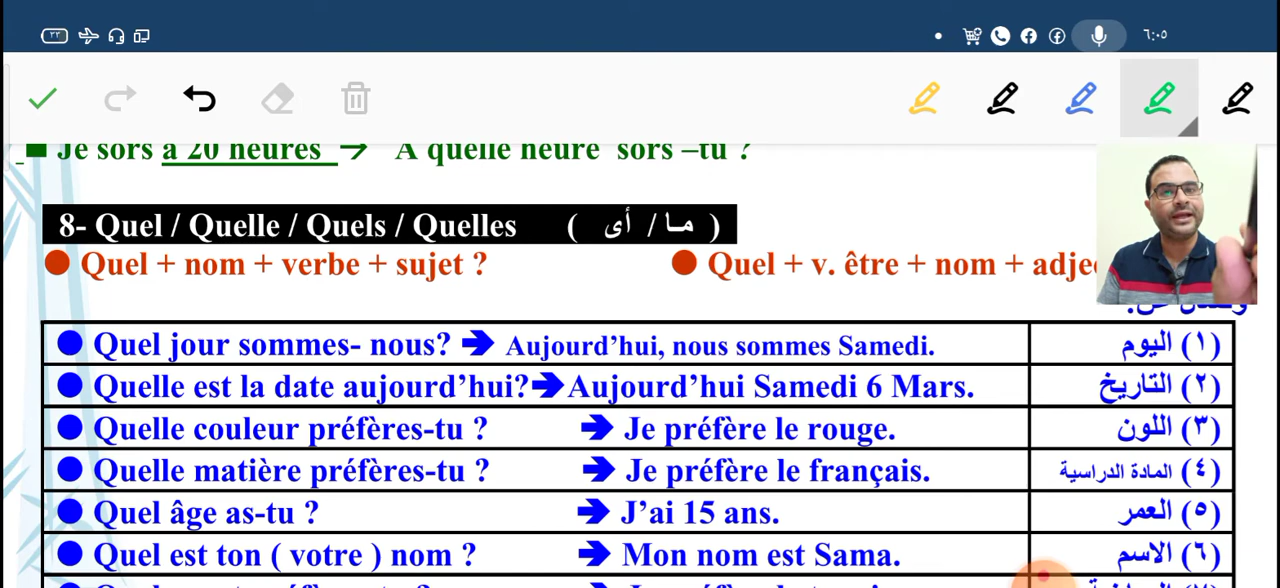 ٢٣ ٦:٠٥
Je sors à 20 heures → À quelle heure sors –tu ?
8- Quel / Quelle / Quels / Quelles ( ما / أى )
Quel + nom + verbe + sujet ? Quel + v. être + nom + adje
عن:
Quel jour sommes- nous? ➔ Aujourd’hui, nous sommes Samedi. (١) اليوم
Quelle est la date aujourd’hui? ➔ Aujourd’hui Samedi 6 Mars. (٢) التاريخ
Quelle couleur préfères-tu ? ➔ Je préfère le rouge. (٣) اللون
Quelle matière préfères-tu ? ➔ Je préfère le français. (٤) المادة الدراسية
Quel âge as-tu ? ➔ J’ai 15 ans. (٥) العمر
Quel est ton ( votre ) nom ? ➔ Mon nom est Sama. (٦) الاسم